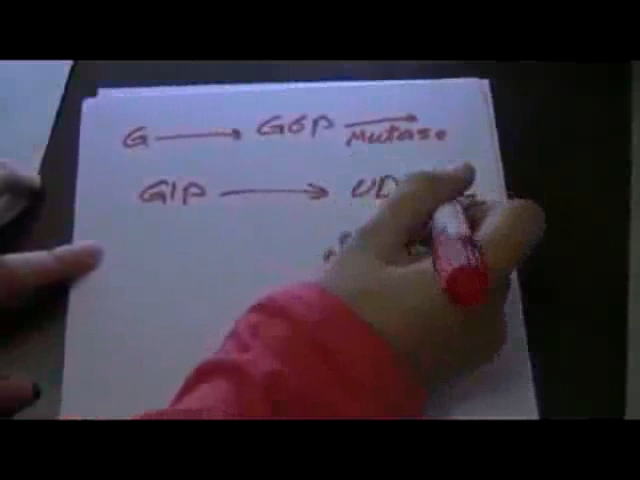 G → G6P → Mutase
G1P → UD